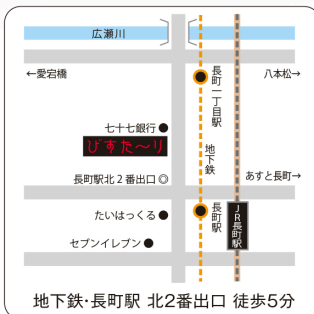 広瀬川
←愛宕橋
長町一丁目駅
八本松→
七十七銀行●
びすた〜り
地下鉄
長町駅北2番出口◎
あすと長町→
たいはっくる●
長町駅
JR長町駅
セブンイレブン●
地下鉄・長町駅 北2番出口 徒歩5分